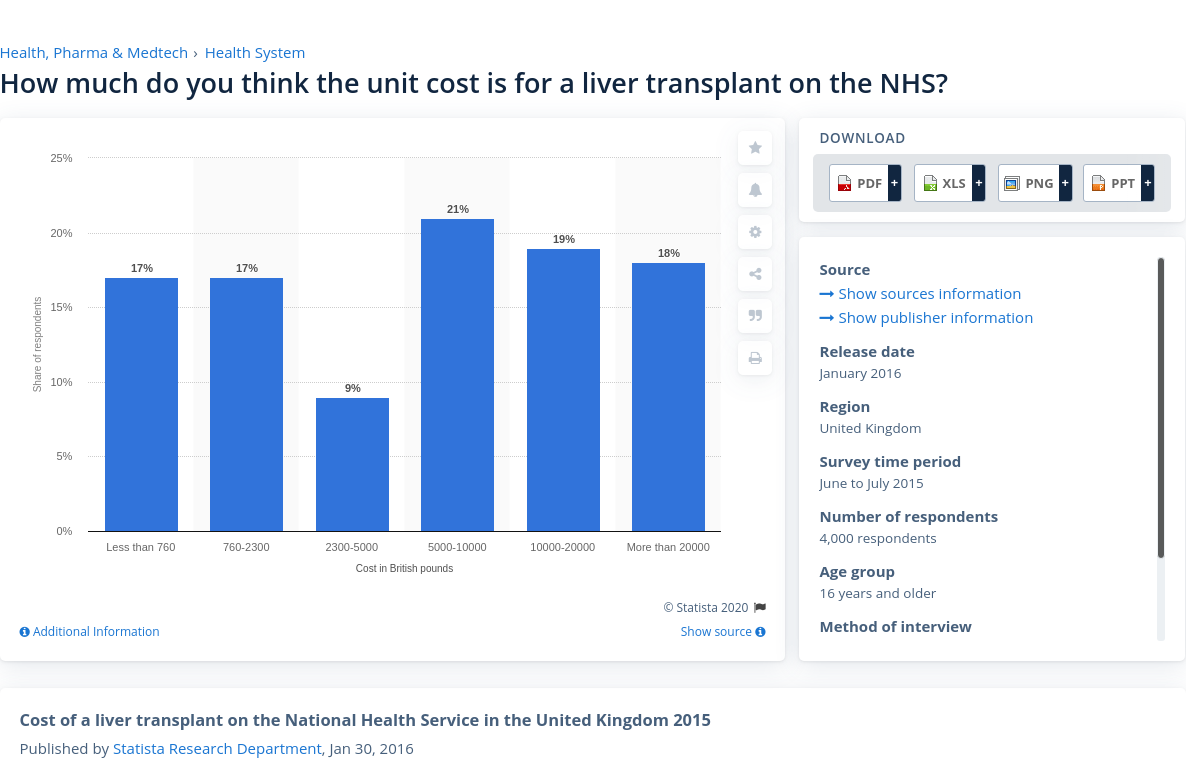 Health, Pharma & Medtech › Health System
How much do you think the unit cost is for a liver transplant on the NHS?
25%
20%
15%
10%
5%
0%
Share of respondents
17%
17%
9%
21%
19%
18%
Less than 760
760-2300
2300-5000
5000-10000
10000-20000
More than 20000
Cost in British pounds
© Statista 2020
Additional Information
Show source
DOWNLOAD
PDF +
XLS +
PNG +
PPT +
Source
Show sources information
Show publisher information
Release date
January 2016
Region
United Kingdom
Survey time period
June to July 2015
Number of respondents
4,000 respondents
Age group
16 years and older
Method of interview
Cost of a liver transplant on the National Health Service in the United Kingdom 2015
Published by Statista Research Department, Jan 30, 2016